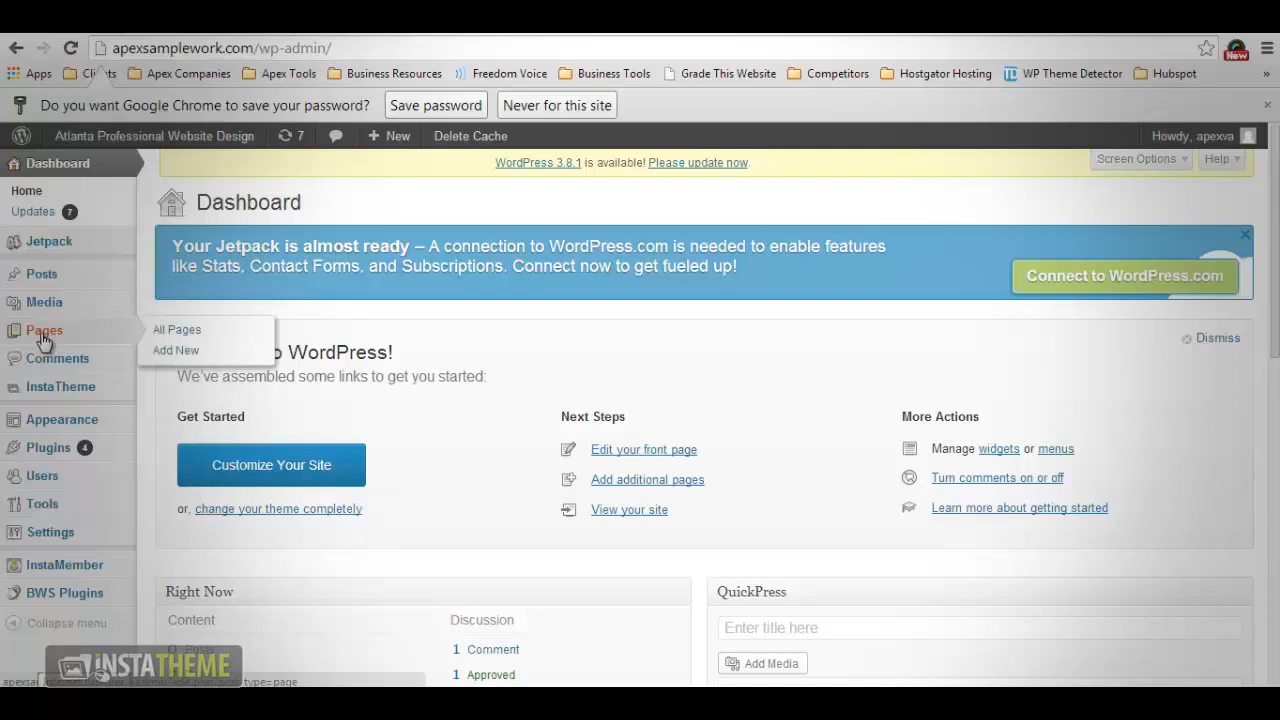 apexsamplework.com/wp-admin/
Apps Clients Apex Companies Apex Tools Business Resources Freedom Voice Business Tools Grade This Website Competitors Hostgator Hosting WP Theme Detector Hubspot »
New
Do you want Google Chrome to save your password? Save password Never for this site
Atlanta Professional Website Design 7 + New Delete Cache Howdy, apexva
Dashboard
Home
Updates 7
Jetpack
Posts
Media
Pages
Comments
InstaTheme
Appearance
Plugins 4
Users
Tools
Settings
InstaMember
BWS Plugins
Collapse menu
All Pages
Add New
WordPress 3.8.1 is available! Please update now.
Screen Options Help
Dashboard
Your Jetpack is almost ready – A connection to WordPress.com is needed to enable features
like Stats, Contact Forms, and Subscriptions. Connect now to get fueled up!
Connect to WordPress.com
o WordPress!
Dismiss
We've assembled some links to get you started:
Get Started
Customize Your Site
or, change your theme completely
Next Steps
Edit your front page
Add additional pages
View your site
More Actions
Manage widgets or menus
Turn comments on or off
Learn more about getting started
Right Now
Content
0 Posts
Discussion
1 Comment
1 Approved
QuickPress
Enter title here
Add Media
INSTATHEME